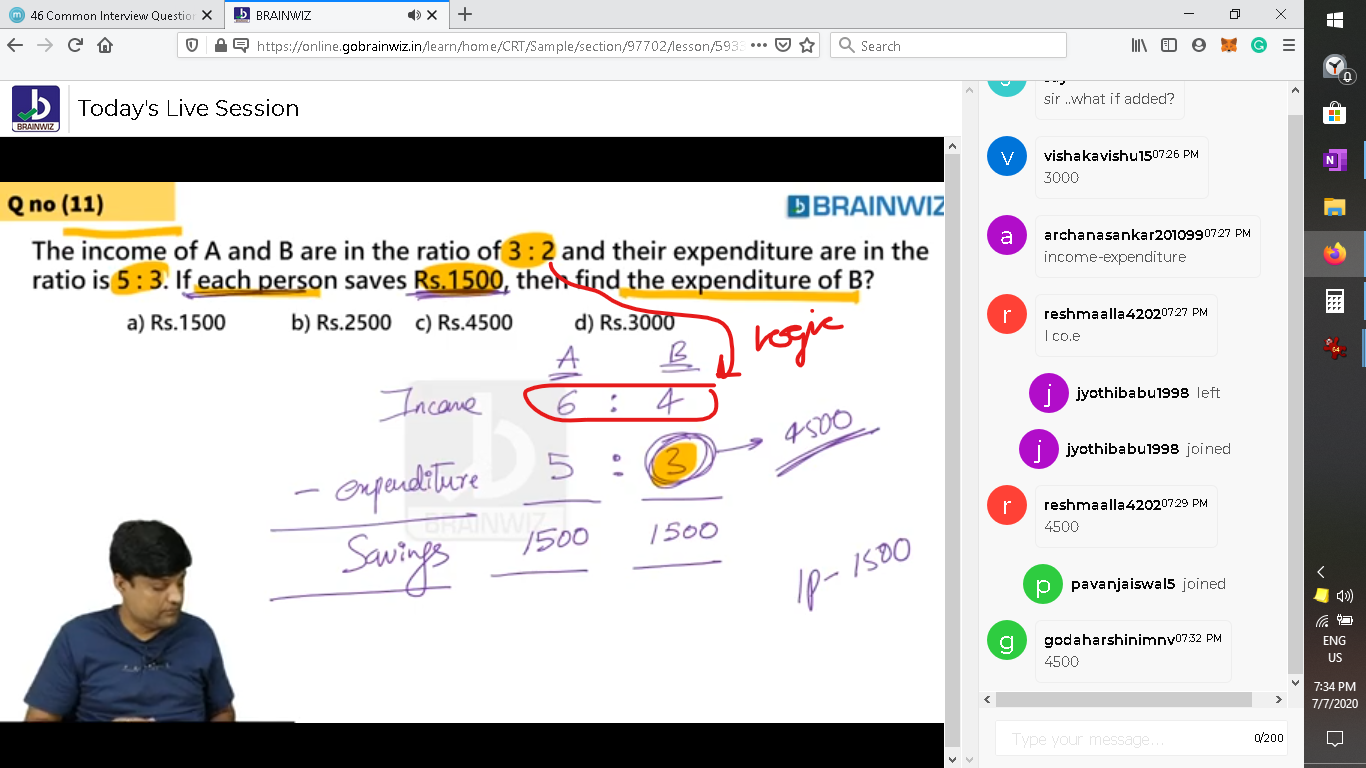 46 Common Interview Question
BRAINWIZ
https://online.gobrainwiz.in/learn/home/CRT/Sample/section/97702/lesson/593
Search
BRAINWIZ
Today's Live Session
Q no (11)
BRAINWIZ
The income of A and B are in the ratio of 3 : 2 and their expenditure are in the
ratio is 5 : 3. If each person saves Rs.1500, then find the expenditure of B?
a) Rs.1500 b) Rs.2500 c) Rs.4500 d) Rs.3000
Logic
A B
Income 6 : 4
4500
- expenditure 5 : 3
BRAINWIZ
Savings 1500 1500
1p - 1500
sir ..what if added?
V
vishakavishu15 07:26 PM
3000
a
archanasankar201099 07:27 PM
income-expenditure
r
reshmaalla4202 07:27 PM
I co.e
j
jyothibabu1998 left
j
jyothibabu1998 joined
r
reshmaalla4202 07:29 PM
4500
p
pavanjaiswal5 joined
g
godaharshinimnv 07:32 PM
4500
Type your message...
0/200
0
64
ENG
US
7:34 PM
7/7/2020